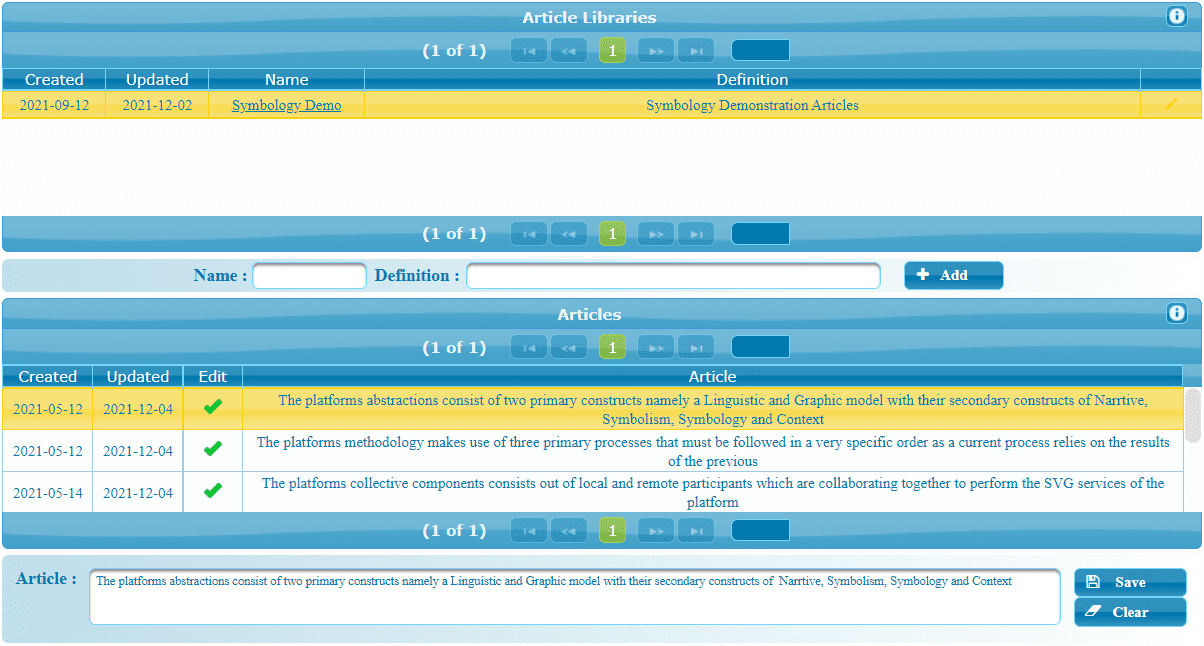 Article Libraries
(1 of 1) 1
Created Updated Name Definition
2021-09-12 2021-12-02 Symbology Demo Symbology Demonstration Articles
(1 of 1) 1
Name : Definition : Add
Articles
(1 of 1) 1
Created Updated Edit Article
2021-05-12 2021-12-04 The platforms abstractions consist of two primary constructs namely a Linguistic and Graphic model with their secondary constructs of Narrtive,
Symbolism, Symbology and Context
2021-05-12 2021-12-04 The platforms methodology makes use of three primary processes that must be followed in a very specific order as a current process relies on the results
of the previous
2021-05-14 2021-12-04 The platforms collective components consists out of local and remote participants which are collaborating together to perform the SVG services of the
platform
(1 of 1) 1
Article : The platforms abstractions consist of two primary constructs namely a Linguistic and Graphic model with their secondary constructs of Narrtive, Symbolism, Symbology and Context Save
Clear